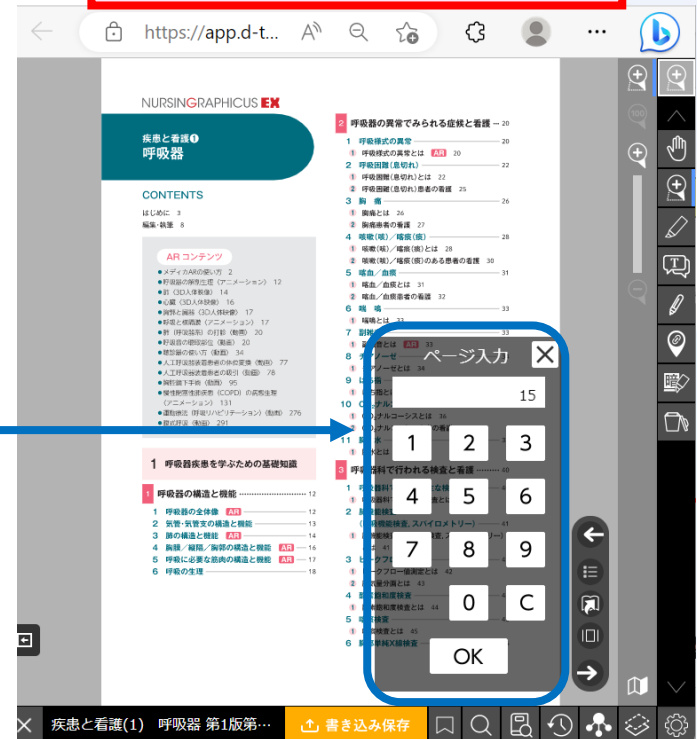 https://app.d-t...
NURSINGRAPHICUS EX
疾患と看護❶
呼吸器
CONTENTS
はじめに 3
編集・執筆 8
AR コンテンツ
●メディカARの使い方 2
●呼吸器の解剖生理（アニメーション） 12
●肺（3D人体映像） 14
●心臓（3D人体映像） 16
●胸郭と胸膜（3D人体映像） 17
●呼吸と横隔膜（アニメーション） 17
●肺（呼吸器系）の打診（動画） 20
●呼吸音の聴取部位（動画） 20
●聴診器の使い方（動画） 34
●人工呼吸器装着患者の体位変換（動画） 77
●人工呼吸器装着患者の吸引（動画） 78
●胸腔鏡下手術（動画） 95
●慢性閉塞性肺疾患（COPD）の病態生理
（アニメーション） 131
●運動療法（呼吸リハビリテーション）（動画） 276
●腹式呼吸（動画） 291
1 呼吸器疾患を学ぶための基礎知識
1 呼吸器の構造と機能 12
1 呼吸器の全体像 AR 12
2 気管・気管支の構造と機能 13
3 肺の構造と機能 AR 14
4 胸膜／縦隔／胸郭の構造と機能 AR 16
5 呼吸に必要な筋肉の構造と機能 AR 17
6 呼吸の生理 18
2 呼吸器の異常でみられる症候と看護 20
1 呼吸様式の異常 20
① 呼吸様式の異常とは AR 20
2 呼吸困難（息切れ） 22
① 呼吸困難（息切れ）とは 22
② 呼吸困難（息切れ）患者の看護 25
3 胸 痛 26
① 胸痛とは 26
② 胸痛患者の看護 27
4 咳嗽（咳）／喀痰（痰） 28
① 咳嗽（咳）／喀痰（痰）とは 28
② 咳嗽（咳）／喀痰（痰）のある患者の看護 30
5 喀血／血痰 31
① 喀血／血痰とは 31
② 喀血／血痰患者の看護 32
6 喘 鳴 33
① 喘鳴とは 33
7 副雑音 33
ページ入力
15
1 2 3
4 5 6
7 8 9
0 C
OK
疾患と看護(1) 呼吸器 第1版第…
書き込み保存